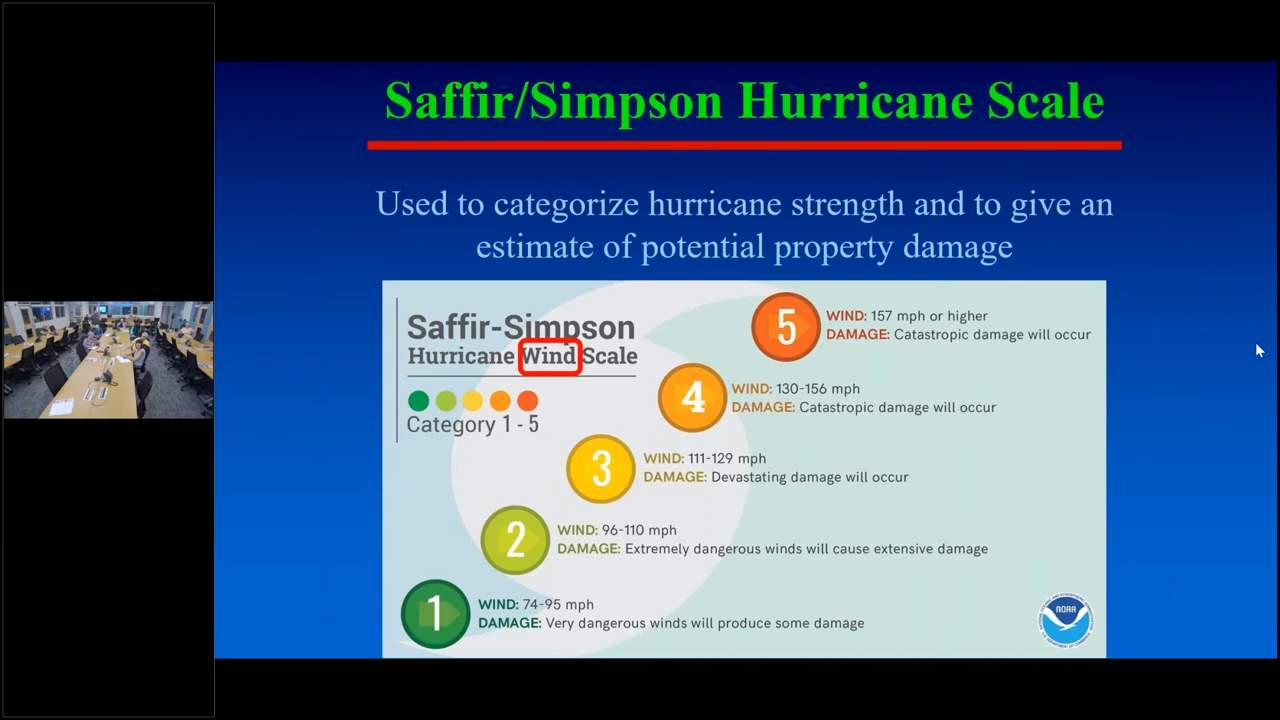 Saffir/Simpson Hurricane Scale
Used to categorize hurricane strength and to give an
estimate of potential property damage
Saffir-Simpson
Hurricane Wind Scale
Category 1 - 5
5
WIND: 157 mph or higher
DAMAGE: Catastropic damage will occur
4
WIND: 130-156 mph
DAMAGE: Catastropic damage will occur
3
WIND: 111-129 mph
DAMAGE: Devastating damage will occur
2
WIND: 96-110 mph
DAMAGE: Extremely dangerous winds will cause extensive damage
1
WIND: 74-95 mph
DAMAGE: Very dangerous winds will produce some damage
NOAA